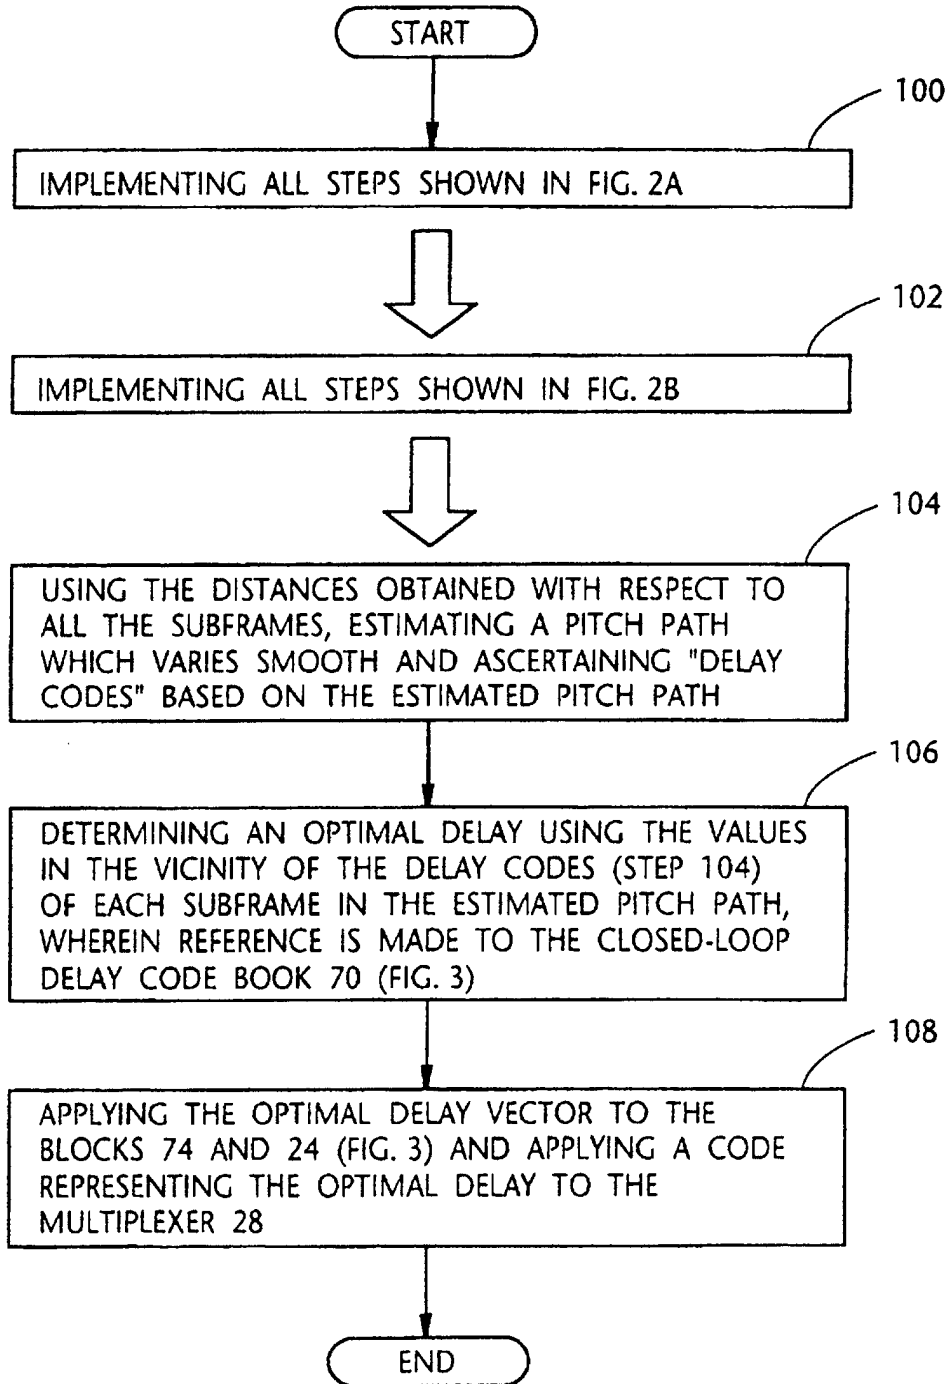 START
100
IMPLEMENTING ALL STEPS SHOWN IN FIG. 2A
102
IMPLEMENTING ALL STEPS SHOWN IN FIG. 2B
104
USING THE DISTANCES OBTAINED WITH RESPECT TO
ALL THE SUBFRAMES, ESTIMATING A PITCH PATH
WHICH VARIES SMOOTH AND ASCERTAINING "DELAY
CODES" BASED ON THE ESTIMATED PITCH PATH
106
DETERMINING AN OPTIMAL DELAY USING THE VALUES
IN THE VICINITY OF THE DELAY CODES (STEP 104)
OF EACH SUBFRAME IN THE ESTIMATED PITCH PATH,
WHEREIN REFERENCE IS MADE TO THE CLOSED-LOOP
DELAY CODE BOOK 70 (FIG. 3)
108
APPLYING THE OPTIMAL DELAY VECTOR TO THE
BLOCKS 74 AND 24 (FIG. 3) AND APPLYING A CODE
REPRESENTING THE OPTIMAL DELAY TO THE
MULTIPLEXER 28
END